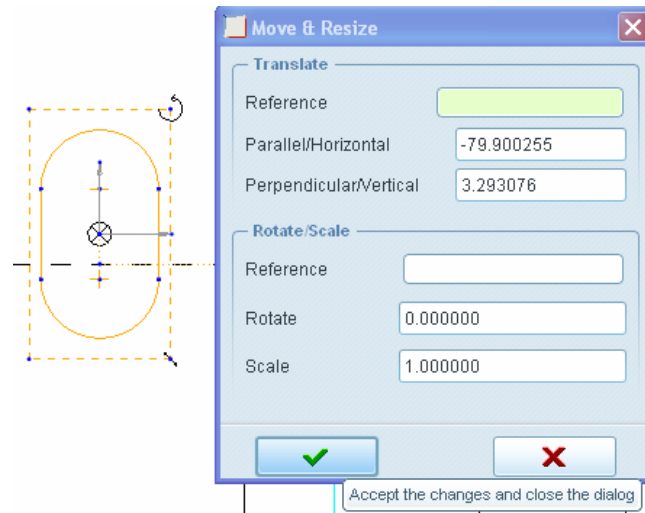 Move & Resize
Translate
Reference
Parallel/Horizontal -79.900255
Perpendicular/Vertical 3.293076
Rotate/Scale
Reference
Rotate 0.000000
Scale 1.000000
Accept the changes and close the dialog